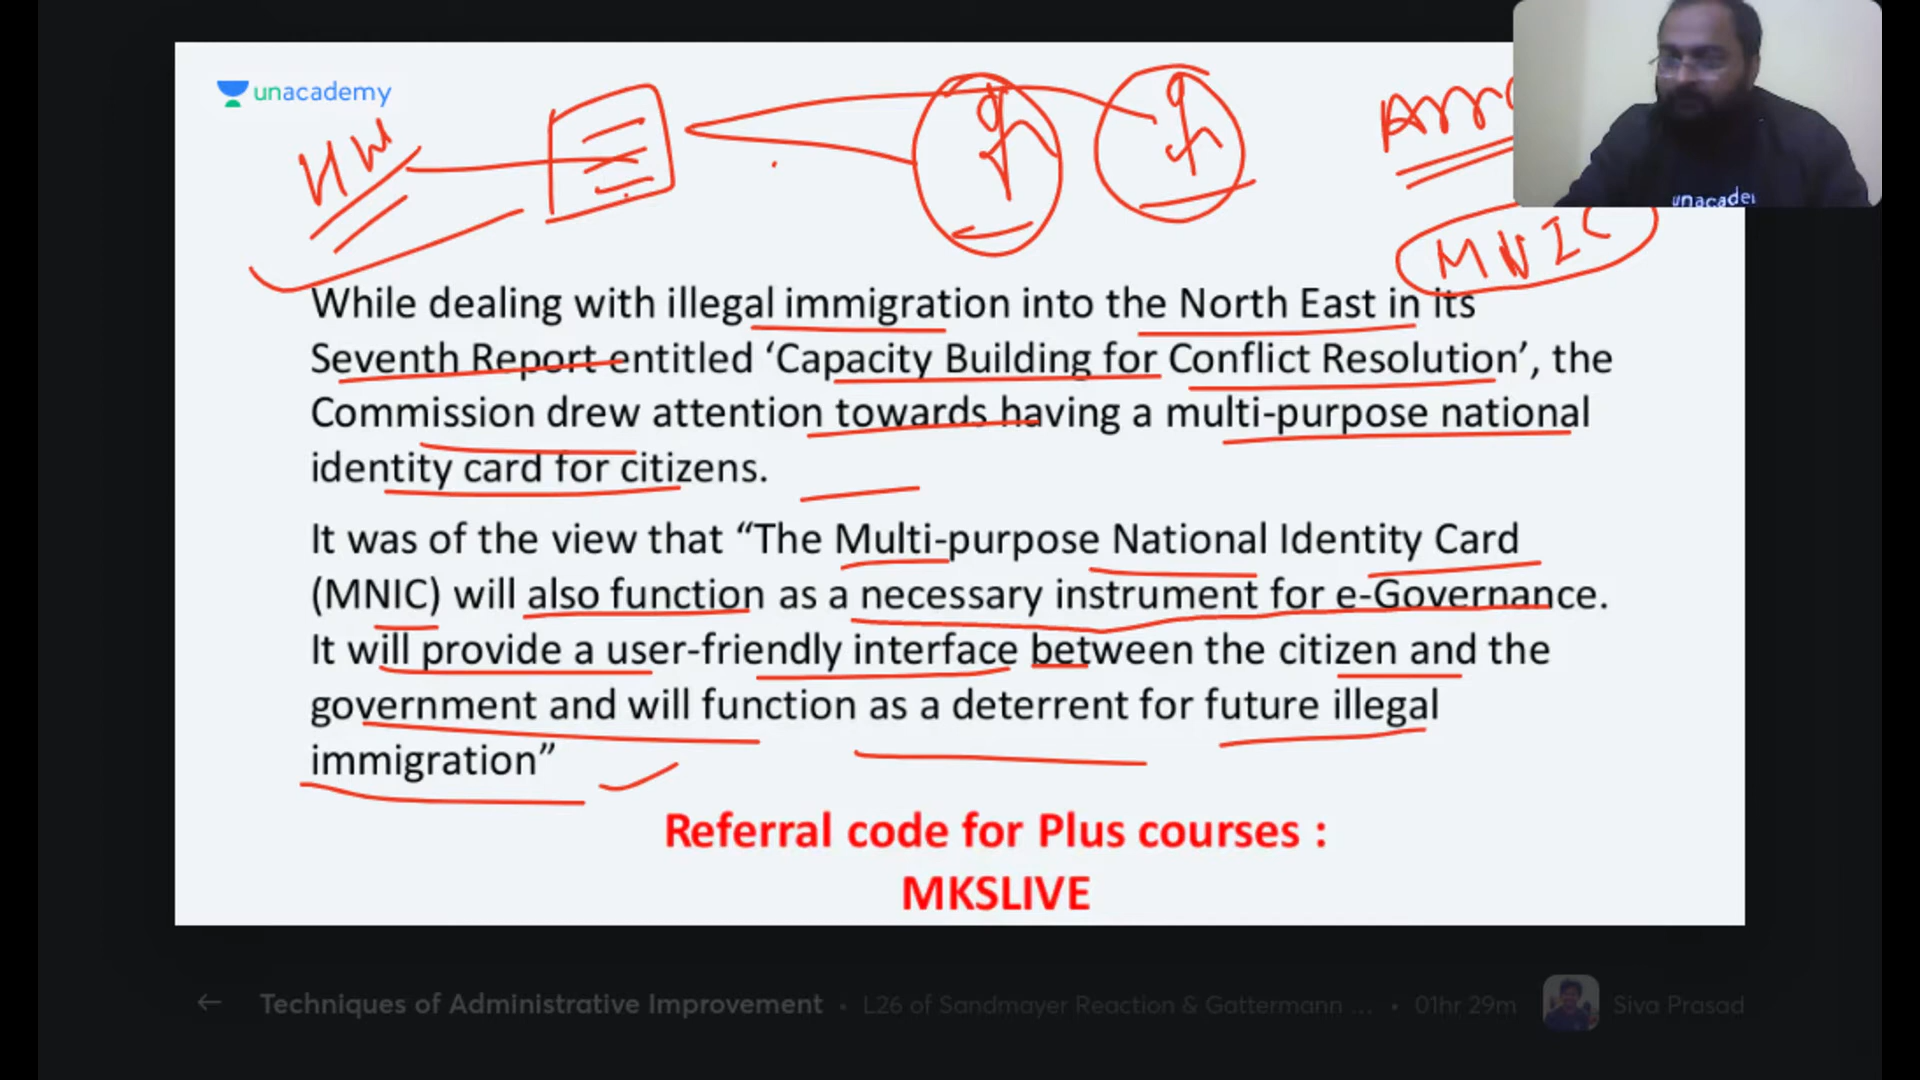 unacademy
HW
MNIC
unacade
While dealing with illegal immigration into the North East in its
Seventh Report entitled ‘Capacity Building for Conflict Resolution’, the
Commission drew attention towards having a multi-purpose national
identity card for citizens.
It was of the view that “The Multi-purpose National Identity Card
(MNIC) will also function as a necessary instrument for e-Governance.
It will provide a user-friendly interface between the citizen and the
government and will function as a deterrent for future illegal
immigration”
Referral code for Plus courses :
MKSLIVE
Techniques of Administrative Improvement • L26 of Sandmayer Reaction & Gattermann ... • 01hr 29m Siva Prasad